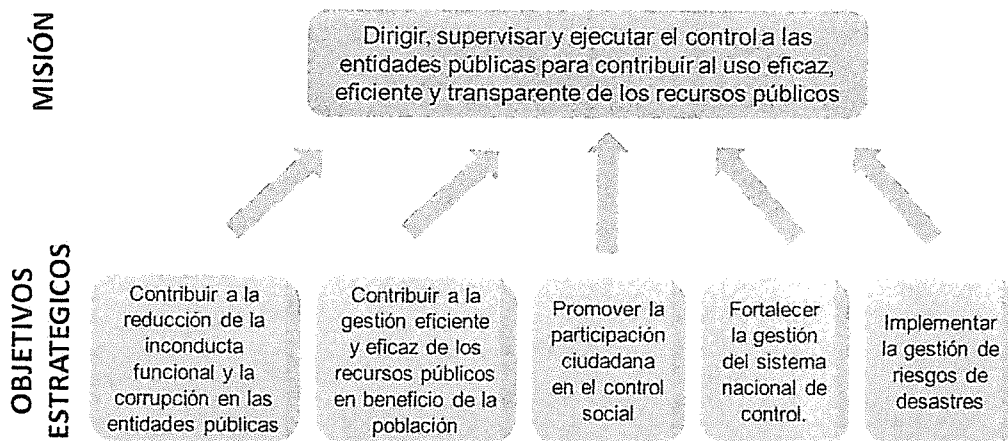 MISIÓN
Dirigir, supervisar y ejecutar el control a las
entidades públicas para contribuir al uso eficaz,
eficiente y transparente de los recursos públicos
OBJETIVOS
ESTRATEGICOS
Contribuir a la
reducción de la
inconducta
funcional y la
corrupción en las
entidades públicas
Contribuir a la
gestión eficiente
y eficaz de los
recursos públicos
en beneficio de la
población
Promover la
participación
ciudadana
en el control
social
Fortalecer
la gestión
del sistema
nacional de
control.
Implementar
la gestión de
riesgos de
desastres